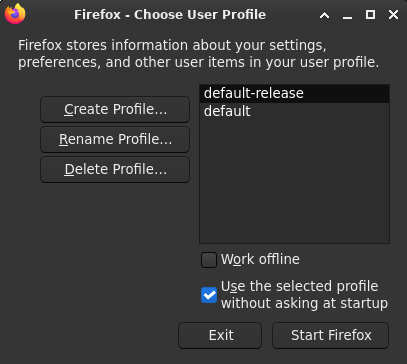 Firefox - Choose User Profile
Firefox stores information about your settings,
preferences, and other user items in your user profile.
Create Profile...
Rename Profile...
Delete Profile...
default-release
default
Work offline
Use the selected profile
without asking at startup
Exit
Start Firefox